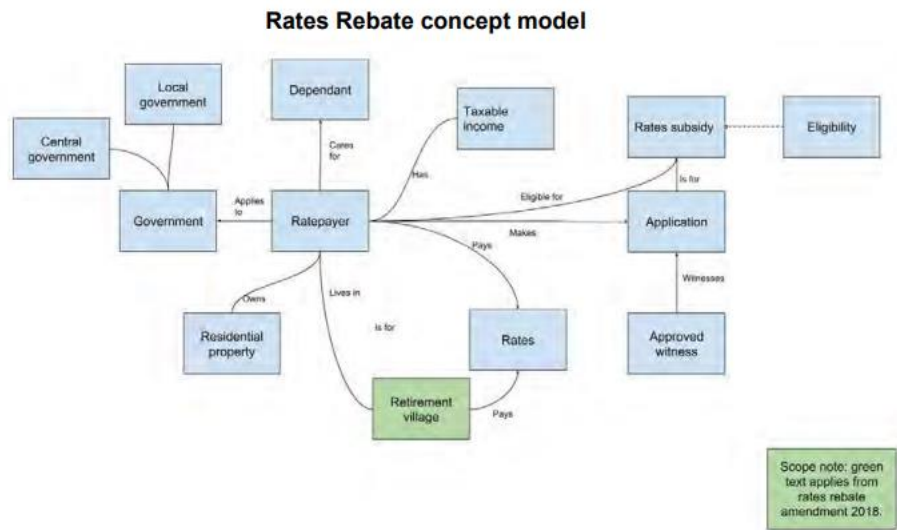 Rates Rebate concept model
Local
government
Dependant
Taxable
income
Rates subsidy
Eligibility
Central
government
Cares
for
Has
Eligible for
Is for
Government
Applies
to
Ratepayer
Makes
Application
Pays
Witnesses
Owns
Lives in
Is for
Residential
property
Rates
Approved
witness
Retirement
village
Pays
Scope note: green
text applies from
rates rebate
amendment 2018.